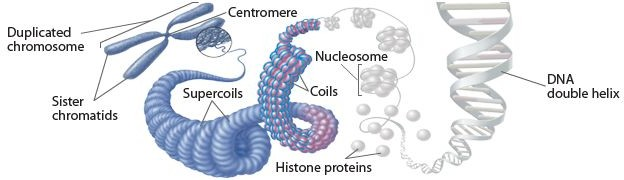 Centromere
Duplicated
chromosome
Nucleosome
Supercoils
Coils
DNA
double helix
Sister
chromatids
Histone proteins